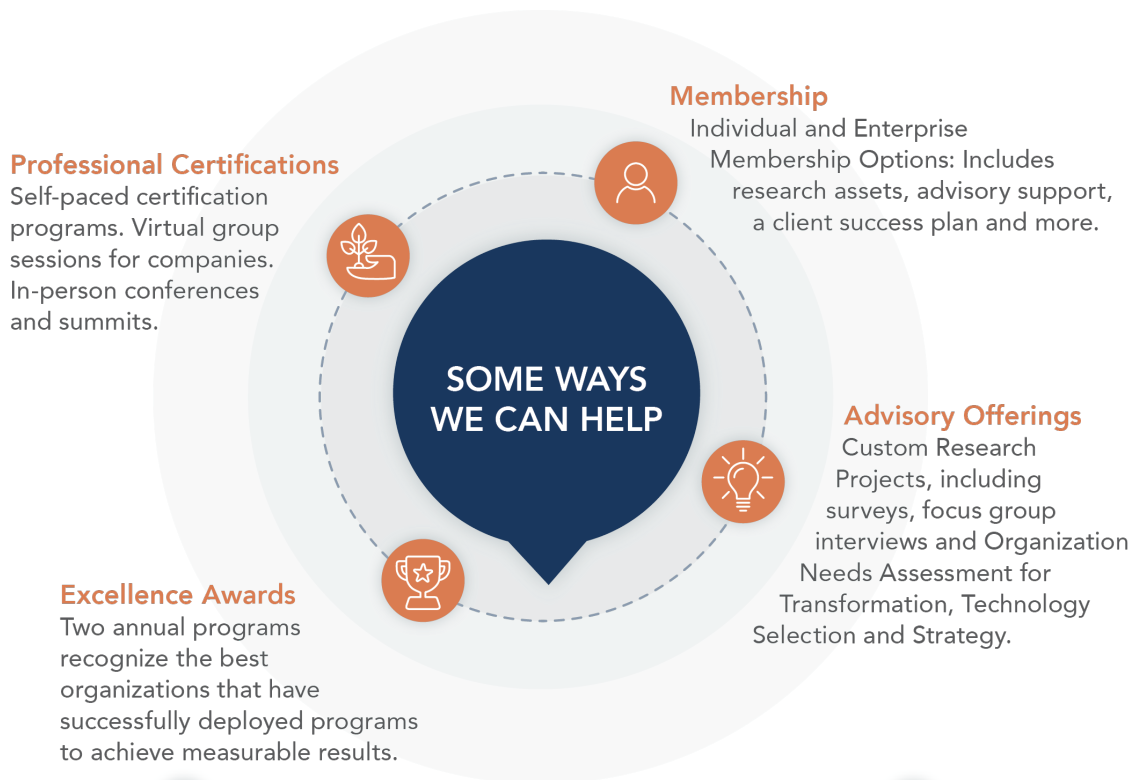 Membership
Individual and Enterprise
Membership Options: Includes
research assets, advisory support,
a client success plan and more.
Professional Certifications
Self-paced certification
programs. Virtual group
sessions for companies.
In-person conferences
and summits.
SOME WAYS
WE CAN HELP
Advisory Offerings
Custom Research
Projects, including
surveys, focus group
interviews and Organization
Needs Assessment for
Transformation, Technology
Selection and Strategy.
Excellence Awards
Two annual programs
recognize the best
organizations that have
successfully deployed programs
to achieve measurable results.